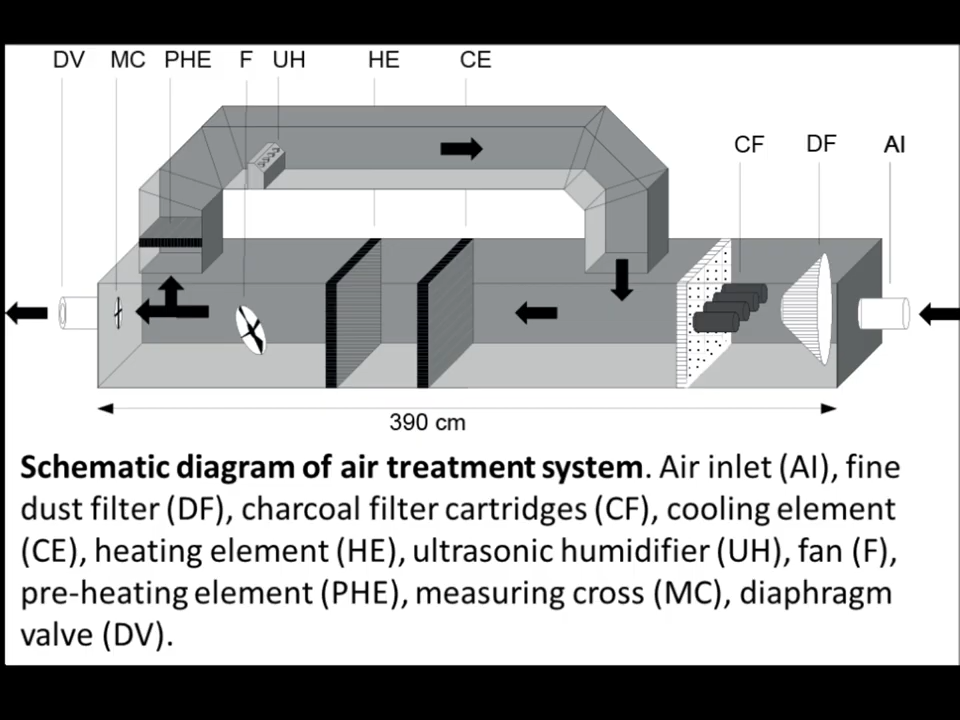 DV MC PHE F UH HE CE
CF DF AI
390 cm
Schematic diagram of air treatment system. Air inlet (AI), fine
dust filter (DF), charcoal filter cartridges (CF), cooling element
(CE), heating element (HE), ultrasonic humidifier (UH), fan (F),
pre-heating element (PHE), measuring cross (MC), diaphragm
valve (DV).